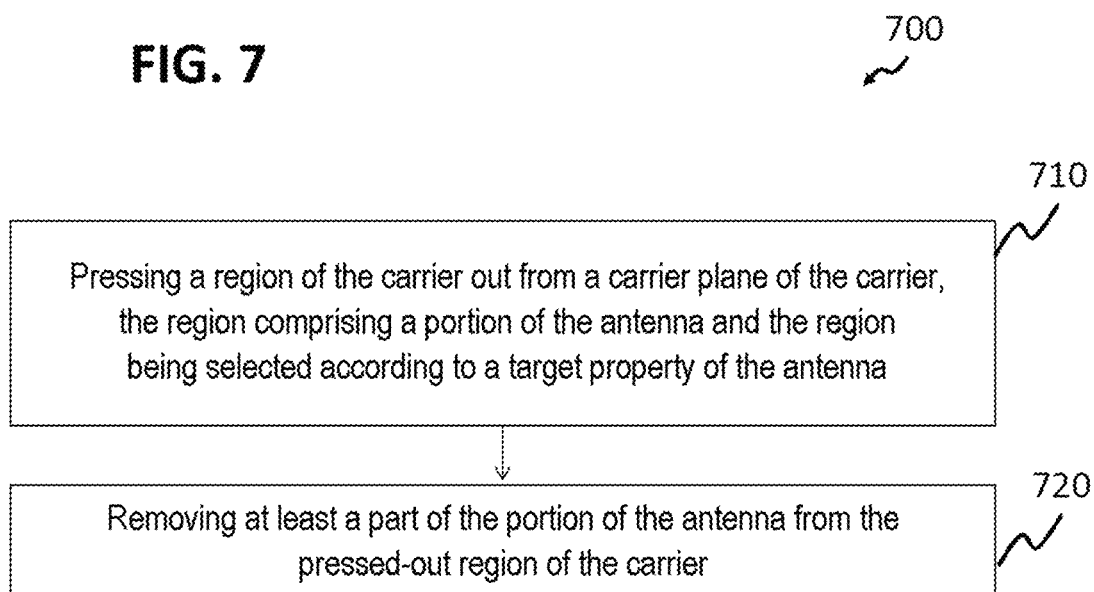 FIG. 7
700
710
Pressing a region of the carrier out from a carrier plane of the carrier,
the region comprising a portion of the antenna and the region
being selected according to a target property of the antenna
720
Removing at least a part of the portion of the antenna from the
pressed-out region of the carrier